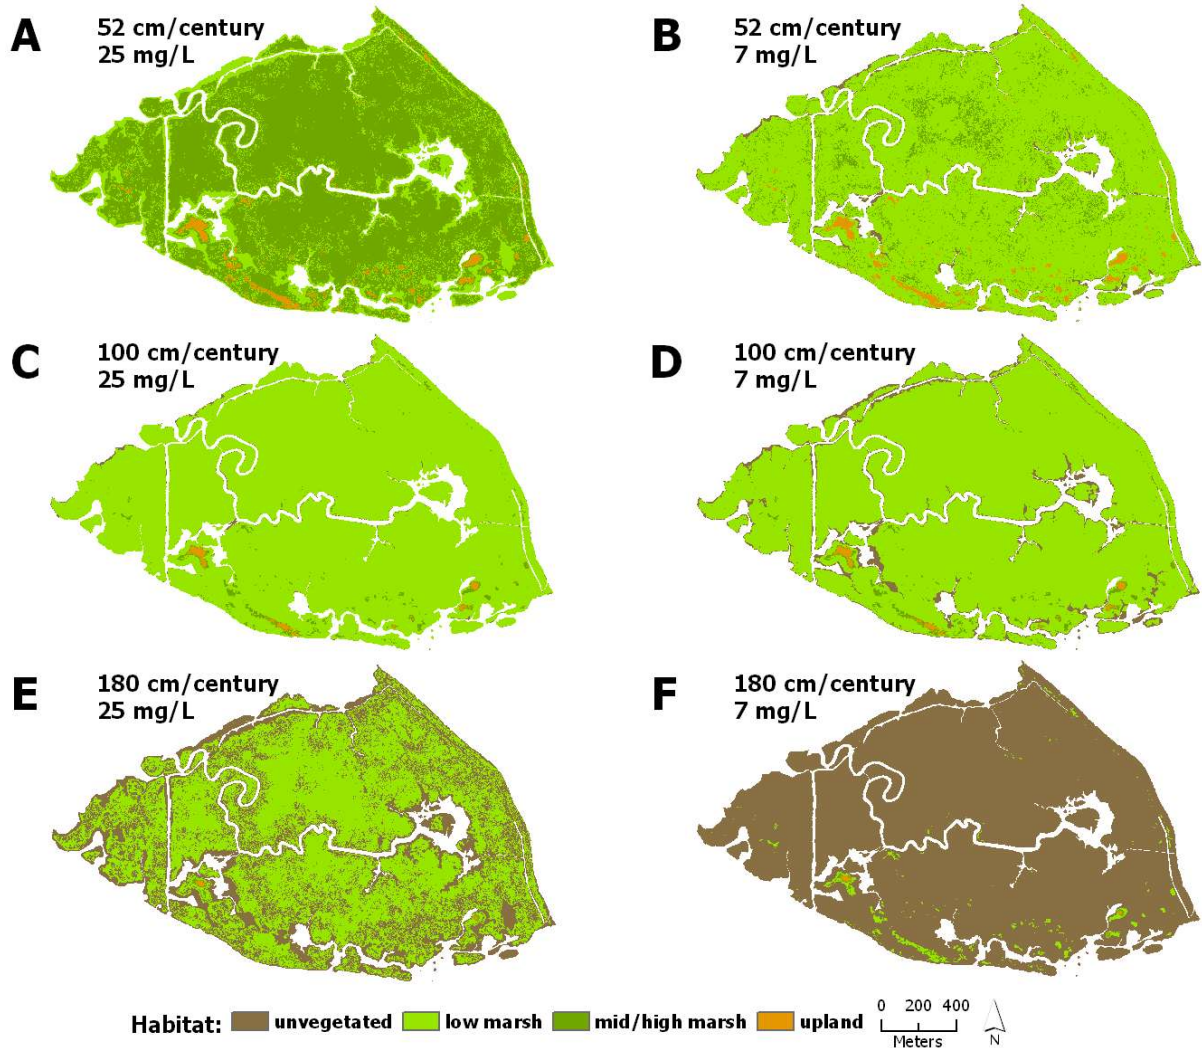 A
52 cm/century
25 mg/L
B
52 cm/century
7 mg/L
C
100 cm/century
25 mg/L
D
100 cm/century
7 mg/L
E
180 cm/century
25 mg/L
F
180 cm/century
7 mg/L
Habitat: unvegetated low marsh mid/high marsh upland
0 200 400
Meters
N